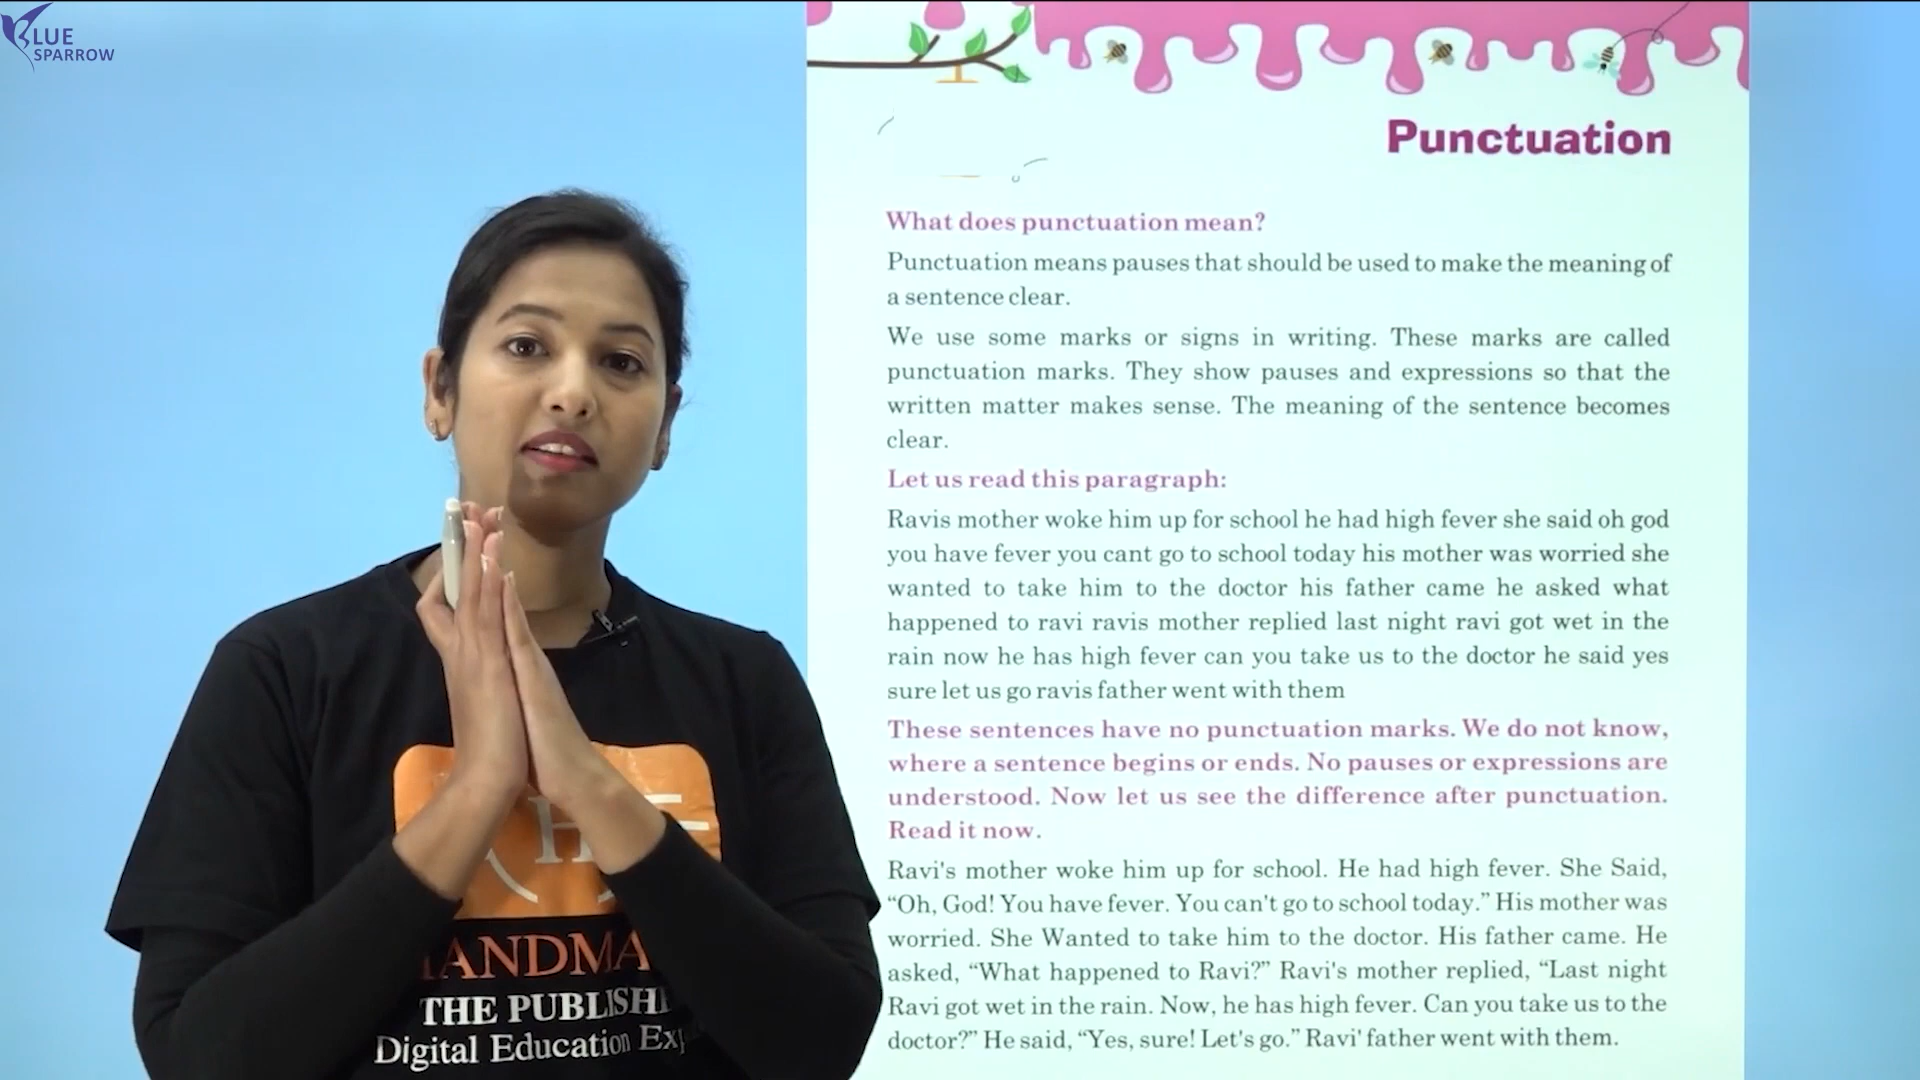 BLUE
SPARROW
Punctuation
What does punctuation mean?
Punctuation means pauses that should be used to make the meaning of
a sentence clear.
We use some marks or signs in writing. These marks are called
punctuation marks. They show pauses and expressions so that the
written matter makes sense. The meaning of the sentence becomes
clear.
Let us read this paragraph:
Ravis mother woke him up for school he had high fever she said oh god
you have fever you cant go to school today his mother was worried she
wanted to take him to the doctor his father came he asked what
happened to ravi ravis mother replied last night ravi got wet in the
rain now he has high fever can you take us to the doctor he said yes
sure let us go ravis father went with them
These sentences have no punctuation marks. We do not know,
where a sentence begins or ends. No pauses or expressions are
understood. Now let us see the difference after punctuation.
Read it now.
Ravi's mother woke him up for school. He had high fever. She Said,
“Oh, God! You have fever. You can't go to school today.” His mother was
worried. She Wanted to take him to the doctor. His father came. He
asked, “What happened to Ravi?” Ravi's mother replied, “Last night
Ravi got wet in the rain. Now, he has high fever. Can you take us to the
doctor?” He said, “Yes, sure! Let's go.” Ravi' father went with them.
THE PUBLISH
Digital Education